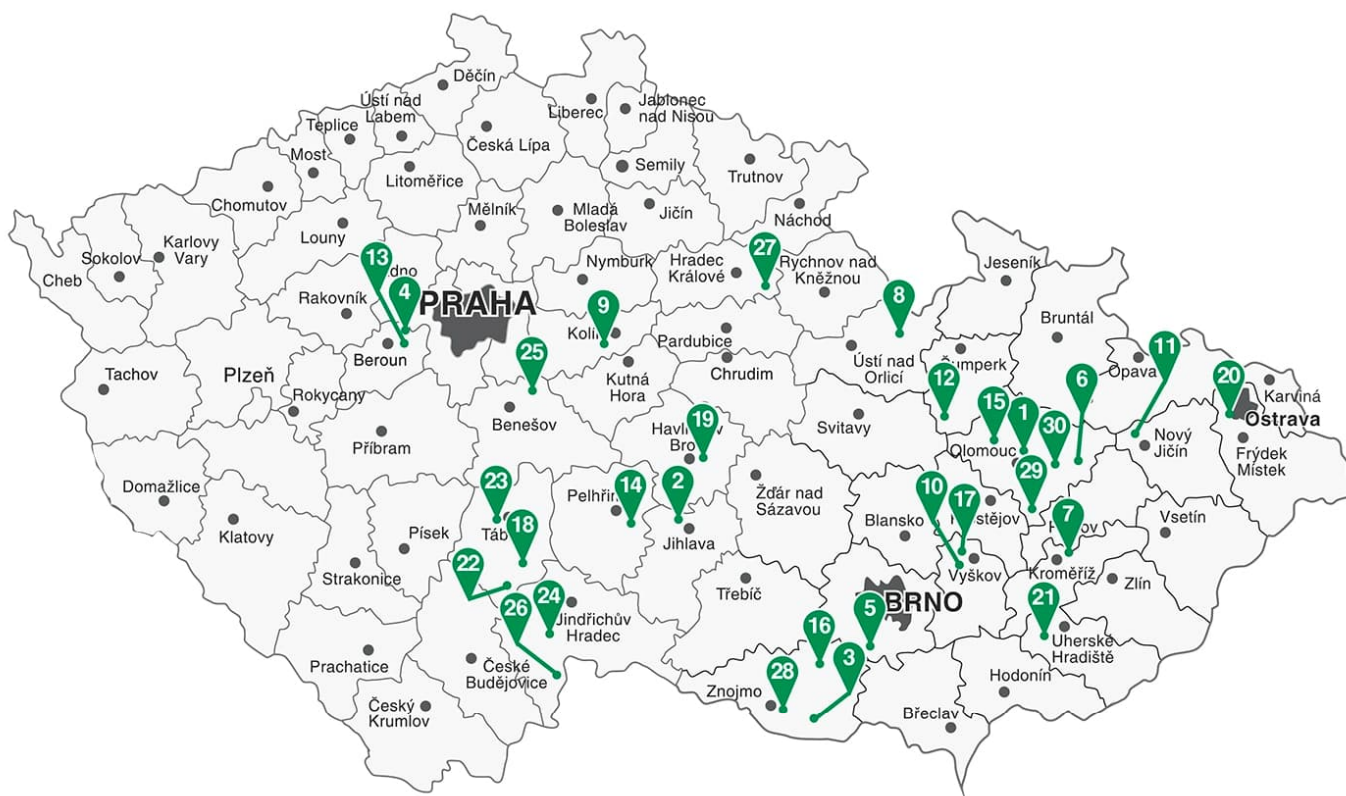 Děčín
Ústí nad
Labem
Teplice
Most
Liberec
Jablonec
nad Nisou
Česká Lípa
Semily
Litoměřice
Trutnov
Chomutov
Mělník
Mladá
Boleslav
Jičín
Náchod
Louny
Karlovy
Vary
Sokolov
Cheb
13
dno
Rakovník
4
PRAHA
Nymburk
Hradec
Králové
27
Rychnov nad
Kněžnou
Jeseník
8
9
Bruntál
Pardubice
Beroun
Ústí nad
Orlicí
11
Opava
Tachov
Plzeň
Rokycany
25
Kutná
Hora
Chrudim
12
6
20
Karviná
Ostrava
Příbram
Benešov
19
Svitavy
15
1
30
Olomouc
Nový
Jičín
Frýdek
Místek
Domažlice
Klatovy
23
14
2
Žďár nad
Sázavou
10
17
29
Písek
18
Jihlava
Blansko
7
Vsetín
Strakonice
22
26
24
Jindřichův
Hradec
Třebíč
Vyškov
Kroměříž
Zlín
BRNO
5
21
Prachatice
České
Budějovice
16
3
Uherské
Hradiště
28
Znojmo
Hodonín
Český
Krumlov
Břeclav